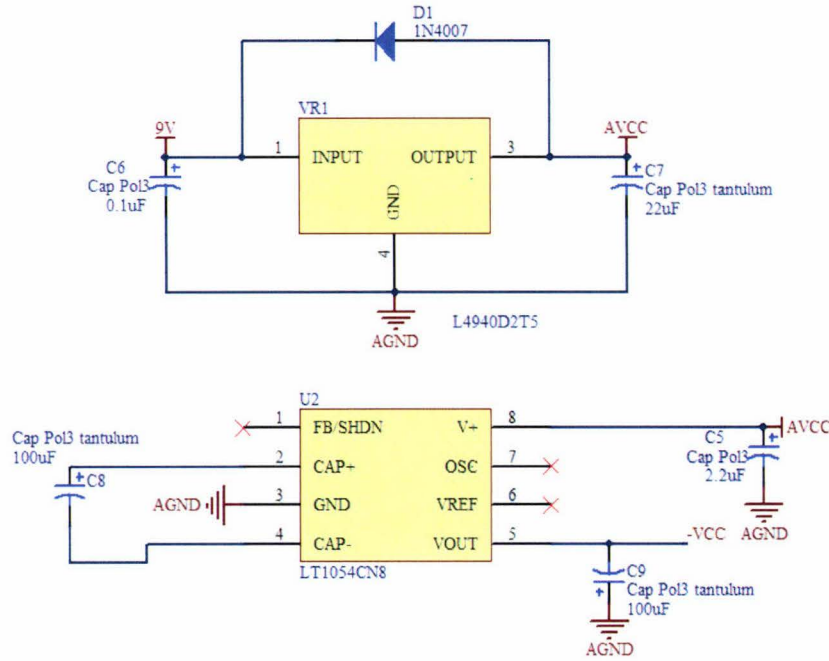 D1
1N4007
VR1
9V
1
INPUT
OUTPUT
3
AVCC
C6
Cap Pol3
0.1uF
GND
4
C7
Cap Pol3 tantulum
22uF
AGND
L4940D2T5
U2
1
FB/SHDN
V+
8
AVCC
Cap Pol3 tantulum
100uF
C8
2
CAP+
OSC
7
C5
Cap Pol3
2.2uF
AGND
3
GND
VREF
6
AGND
4
CAP-
VOUT
5
-VCC
LT1054CN8
C9
Cap Pol3 tantulum
100uF
AGND